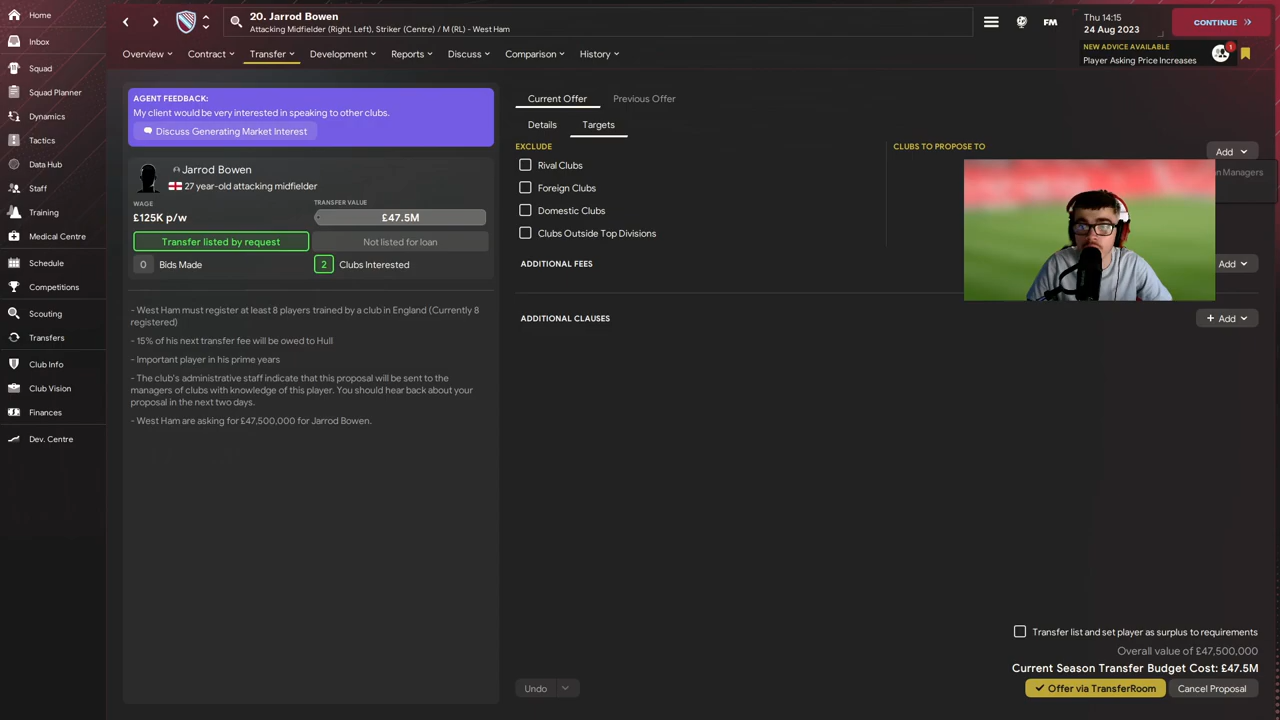 Home
Inbox
Squad
Squad Planner
Dynamics
Tactics
Data Hub
Staff
Training
Medical Centre
Schedule
Competitions
Scouting
Transfers
Club Info
Club Vision
Finances
Dev. Centre
20. Jarrod Bowen
Attacking Midfielder (Right, Left), Striker (Centre) / M (RL) - West Ham
FM
Thu 14:15
24 Aug 2023
CONTINUE
Overview
Contract
Transfer
Development
Reports
Discuss
Comparison
History
NEW ADVICE AVAILABLE
Player Asking Price Increases
1
AGENT FEEDBACK:
My client would be very interested in speaking to other clubs.
Discuss Generating Market Interest
Jarrod Bowen
27 year-old attacking midfielder
WAGE
£125K p/w
TRANSFER VALUE
£47.5M
Transfer listed by request
Not listed for loan
0 Bids Made
2 Clubs Interested
- West Ham must register at least 8 players trained by a club in England (Currently 8
registered)
- 15% of his next transfer fee will be owed to Hull
- Important player in his prime years
- The club's administrative staff indicate that this proposal will be sent to the
managers of clubs with knowledge of this player. You should hear back about your
proposal in the next two days.
- West Ham are asking for £47,500,000 for Jarrod Bowen.
Current Offer
Previous Offer
Details
Targets
EXCLUDE
Rival Clubs
Foreign Clubs
Domestic Clubs
Clubs Outside Top Divisions
CLUBS TO PROPOSE TO
Add
Managers
ADDITIONAL FEES
Add
ADDITIONAL CLAUSES
+ Add
Transfer list and set player as surplus to requirements
Overall value of £47,500,000
Current Season Transfer Budget Cost: £47.5M
Undo
Offer via TransferRoom
Cancel Proposal